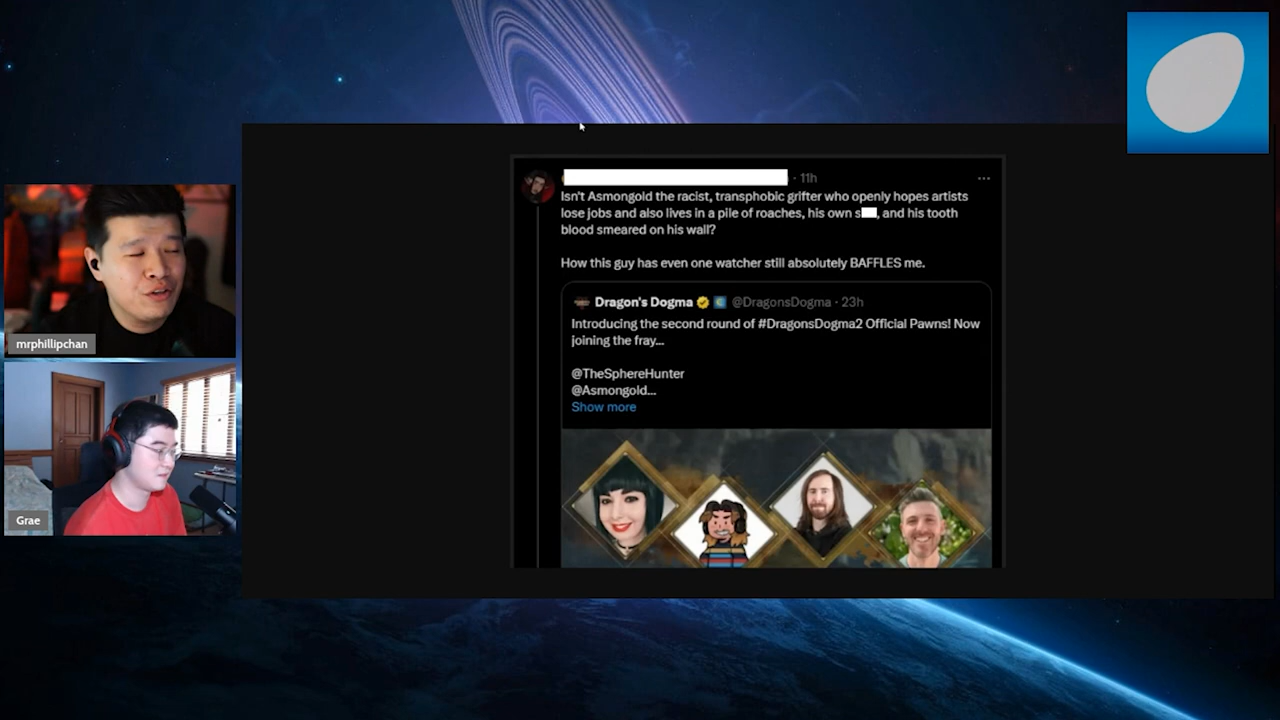 · 11h
Isn't Asmongold the racist, transphobic grifter who openly hopes artists
lose jobs and also lives in a pile of roaches, his own s, and his tooth
blood smeared on his wall?
How this guy has even one watcher still absolutely BAFFLES me.
Dragon's Dogma @DragonsDogma · 23h
Introducing the second round of #DragonsDogma2 Official Pawns! Now
joining the fray...
@TheSphereHunter
@Asmongold...
Show more
mrphillipchan
Grae